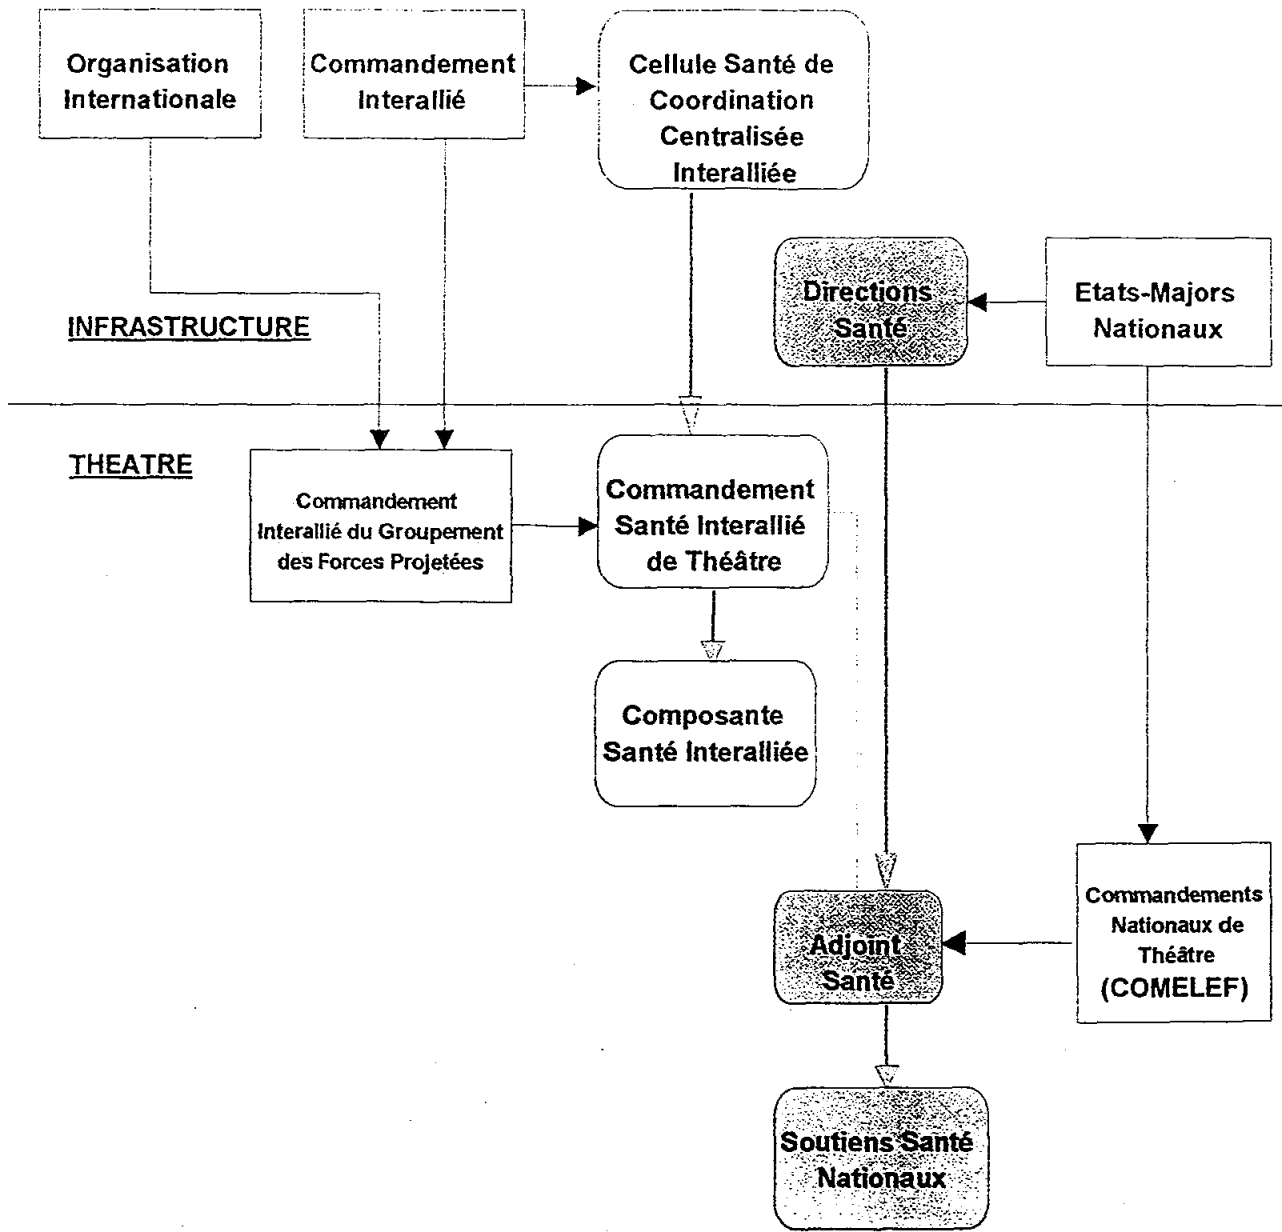 Organisation
Internationale
Commandement
Interallié
Cellule Santé de
Coordination
Centralisée
Interalliée
Directions
Santé
Etats-Majors
Nationaux
INFRASTRUCTURE
THEATRE
Commandement
Interallié du Groupement
des Forces Projetées
Commandement
Santé Interallié
de Théâtre
Composante
Santé Interalliée
Adjoint
Santé
Commandements
Nationaux de
Théâtre
(COMELEF)
Soutiens Santé
Nationaux